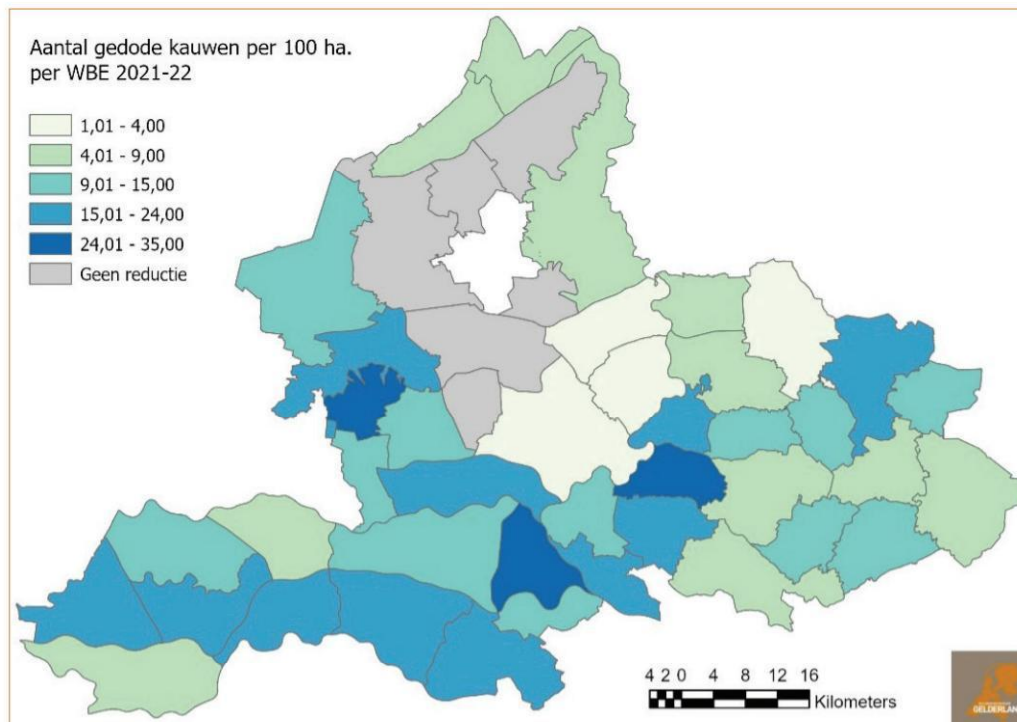 Aantal gedode kauwen per 100 ha.
per WBE 2021-22
1,01 - 4,00
4,01 - 9,00
9,01 - 15,00
15,01 - 24,00
24,01 - 35,00
Geen reductie
4 2 0 4 8 12 16
Kilometers
GELDERLAND